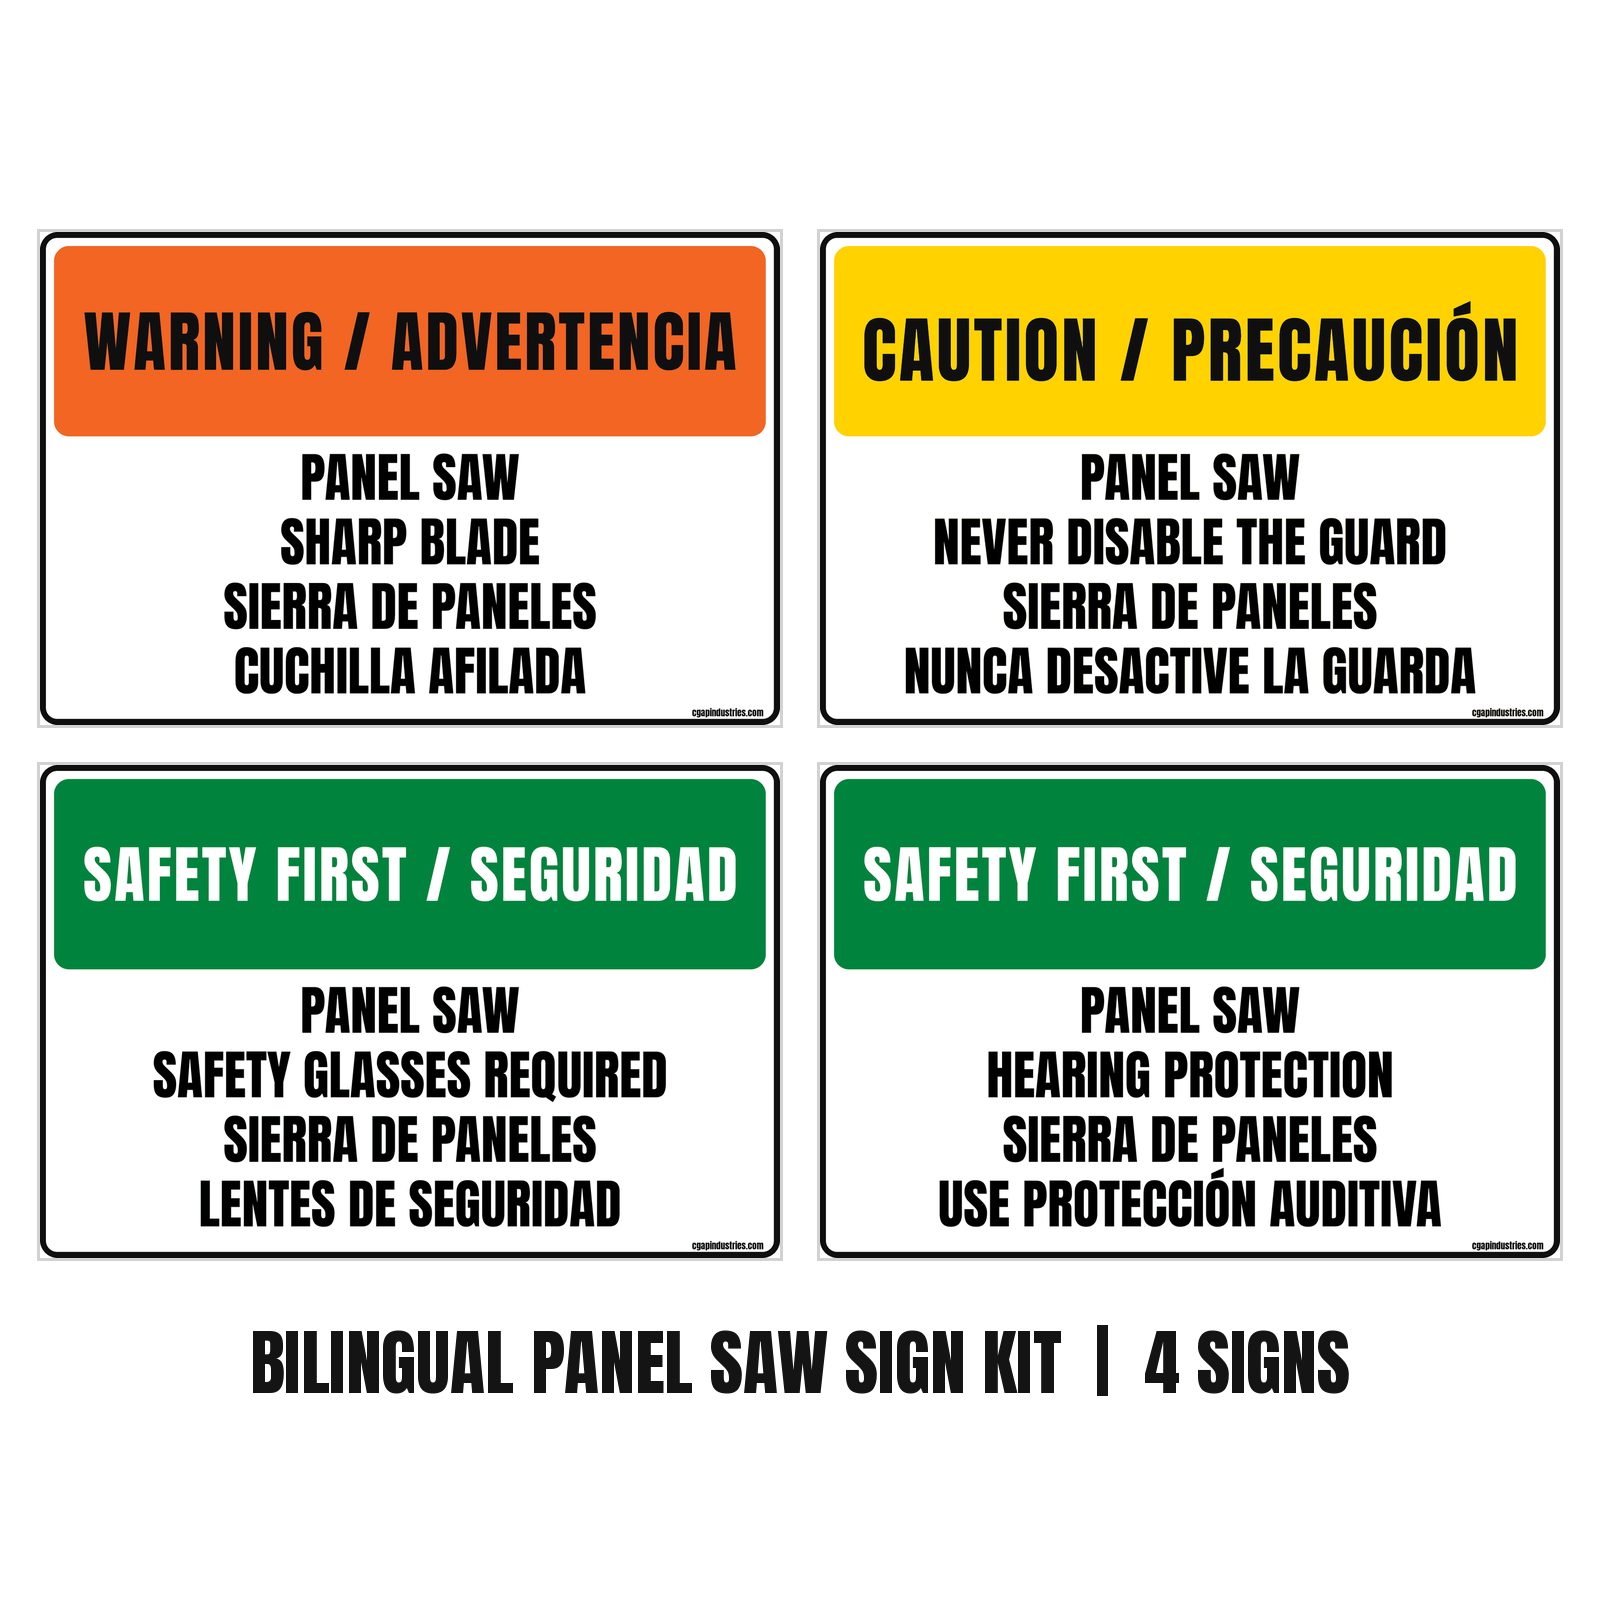 WARNING / ADVERTENCIA
PANEL SAW
SHARP BLADE
SIERRA DE PANELES
CUCHILLA AFILADA
cgapindustries.com
CAUTION / PRECAUCIÓN
PANEL SAW
NEVER DISABLE THE GUARD
SIERRA DE PANELES
NUNCA DESACTIVE LA GUARDA
cgapindustries.com
SAFETY FIRST / SEGURIDAD
PANEL SAW
SAFETY GLASSES REQUIRED
SIERRA DE PANELES
LENTES DE SEGURIDAD
cgapindustries.com
SAFETY FIRST / SEGURIDAD
PANEL SAW
HEARING PROTECTION
SIERRA DE PANELES
USE PROTECCIÓN AUDITIVA
cgapindustries.com
BILINGUAL PANEL SAW SIGN KIT | 4 SIGNS